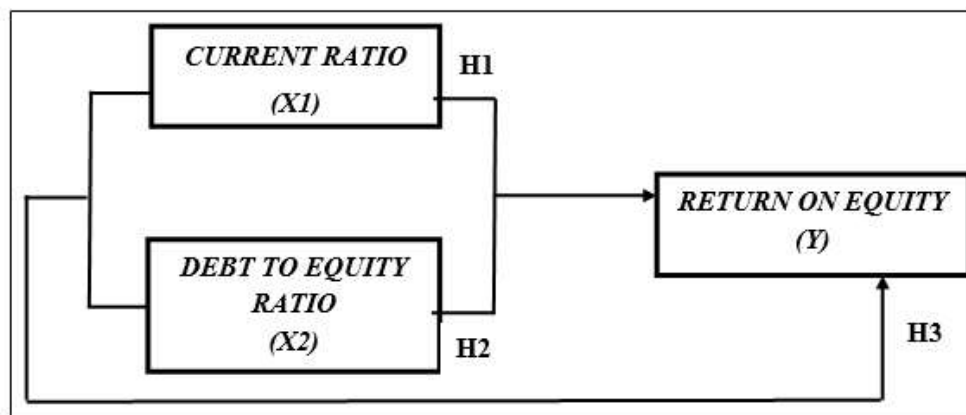 CURRENT RATIO
(X1)
H1
RETURN ON EQUITY
(Y)
DEBT TO EQUITY
RATIO
(X2)
H2
H3